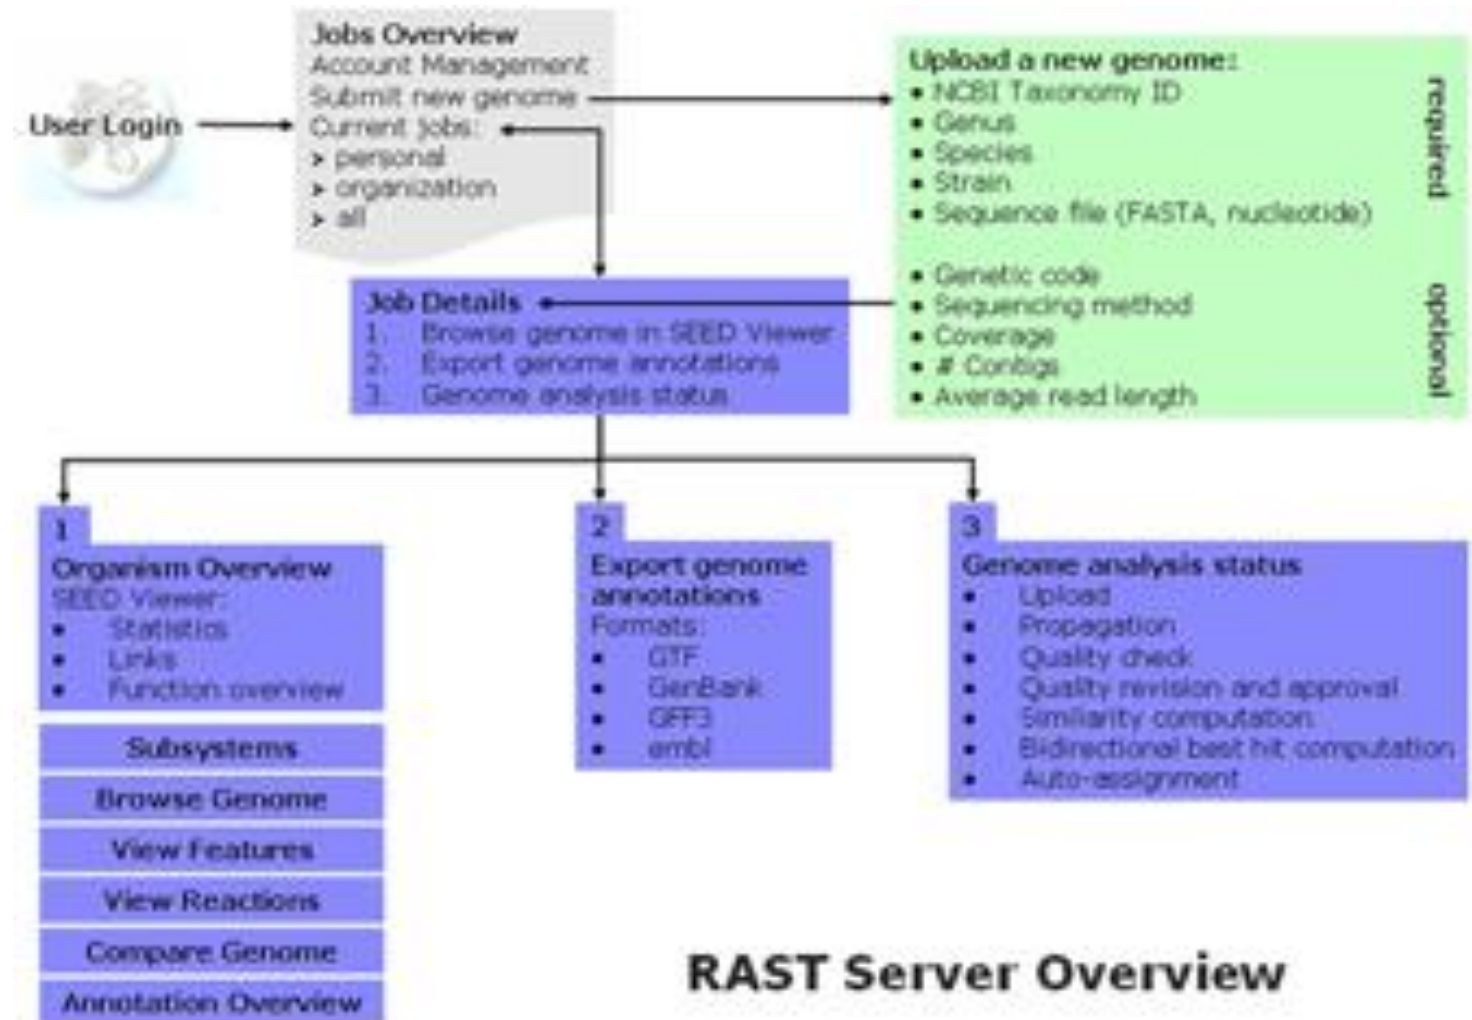 User Login
Jobs Overview
Account Management
Submit new genome
Current jobs:
> personal
> organization
> all
Upload a new genome:
• NCBI Taxonomy ID
• Genus
• Species
• Strain
• Sequence file (FASTA, nucleotide)
required
• Genetic code
• Sequencing method
• Coverage
• # Contigs
• Average read length
optional
Job Details
1. Browse genome in SEED Viewer
2. Export genome annotations
3. Genome analysis status
1
Organism Overview
SEED Viewer:
• Statistics
• Links
• Function overview
Subsystems
Browse Genome
View Features
View Reactions
Compare Genome
Annotation Overview
2
Export genome
annotations
Formats:
• GTF
• GenBank
• GFF3
• embl
3
Genome analysis status
• Upload
• Propagation
• Quality check
• Quality revision and approval
• Similarity computation
• Bidirectional best hit computation
• Auto-assignment
RAST Server Overview